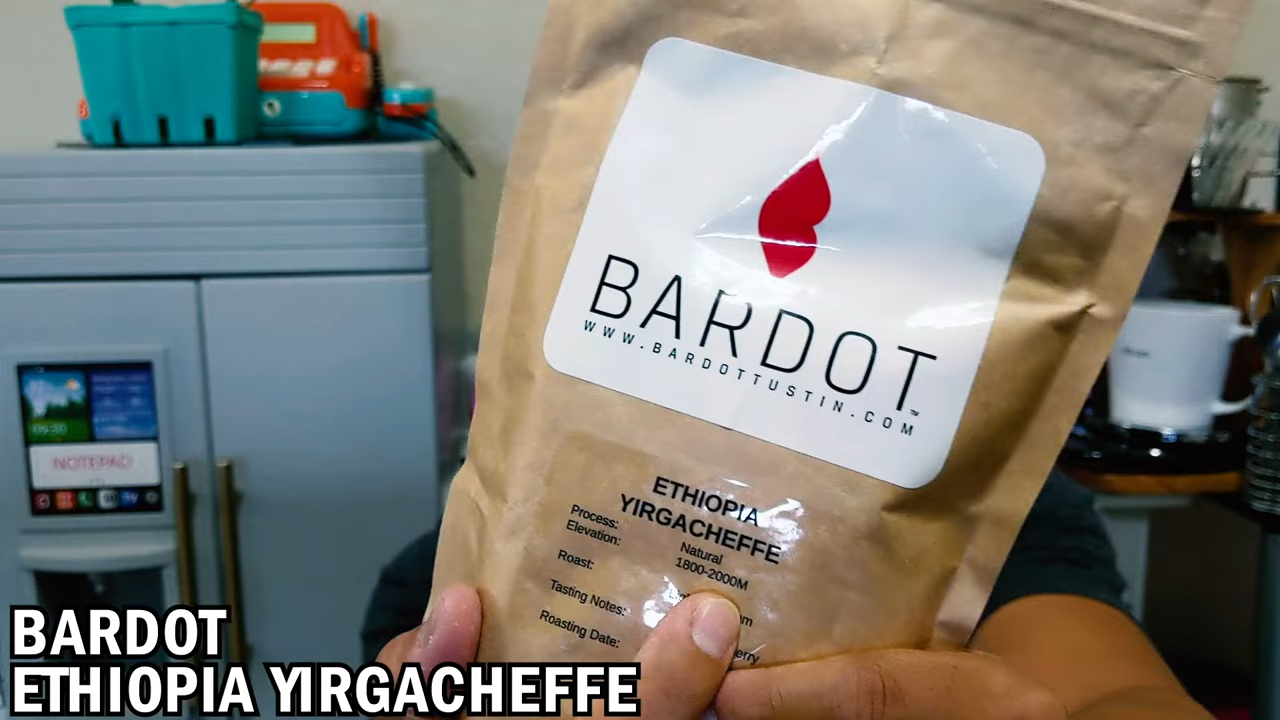 BARDOT
WWW.BARDOTTUSTIN.COM
ETHIOPIA
YIRGACHEFFE
Process: Natural
Elevation: 1800-2000M
Roast:
Tasting Notes:
Roasting Date:
NOTEPAD
BARDOT
ETHIOPIA YIRGACHEFFE